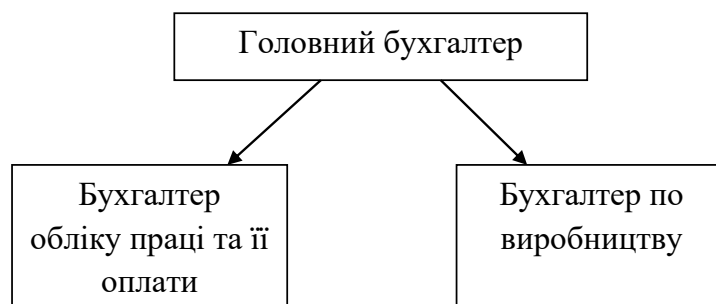 Головний бухгалтер
Бухгалтер
обліку праці та її
оплати
Бухгалтер по
виробництву